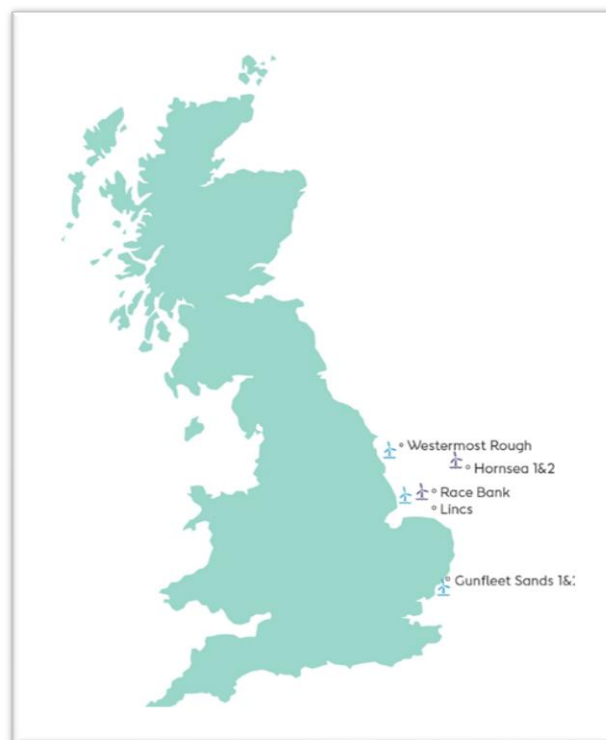 Westermost Rough
Hornsea 1&2
Race Bank
Lincs
Gunfleet Sands 1&